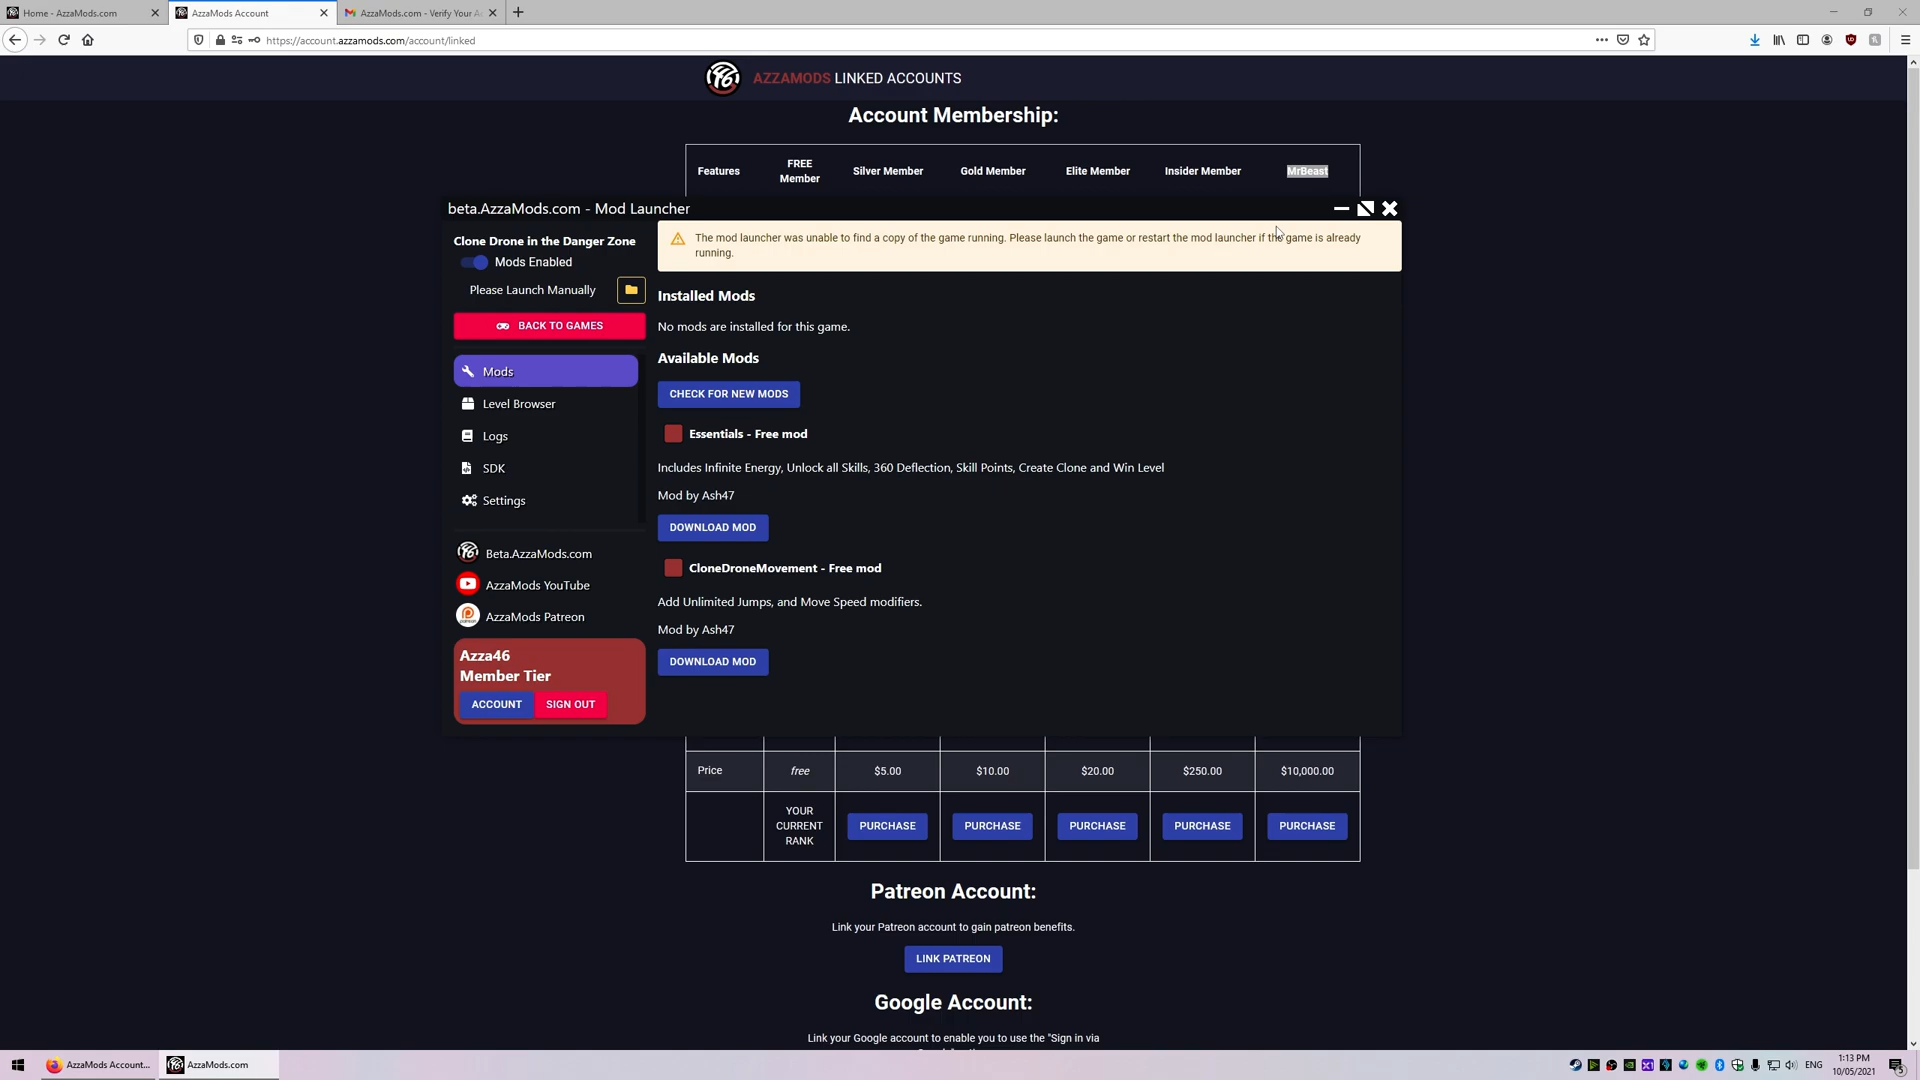 Home - AzzaMods.com
AzzaMods Account
AzzaMods.com - Verify Your A
https://account.azzamods.com/account/linked
AZZAMODS LINKED ACCOUNTS
Account Membership:
Features
FREE
Member
Silver Member
Gold Member
Elite Member
Insider Member
MrBeast
beta.AzzaMods.com - Mod Launcher
Clone Drone in the Danger Zone
Mods Enabled
Please Launch Manually
BACK TO GAMES
Mods
Level Browser
Logs
SDK
Settings
Beta.AzzaMods.com
AzzaMods YouTube
AzzaMods Patreon
Azza46
Member Tier
ACCOUNT
SIGN OUT
The mod launcher was unable to find a copy of the game running. Please launch the game or restart the mod launcher if the game is already
running.
Installed Mods
No mods are installed for this game.
Available Mods
CHECK FOR NEW MODS
Essentials - Free mod
Includes Infinite Energy, Unlock all Skills, 360 Deflection, Skill Points, Create Clone and Win Level
Mod by Ash47
DOWNLOAD MOD
CloneDroneMovement - Free mod
Add Unlimited Jumps, and Move Speed modifiers.
Mod by Ash47
DOWNLOAD MOD
Price
free
$5.00
$10.00
$20.00
$250.00
$10,000.00
YOUR
CURRENT
RANK
PURCHASE
PURCHASE
PURCHASE
PURCHASE
PURCHASE
Patreon Account:
Link your Patreon account to gain patreon benefits.
LINK PATREON
Google Account:
Link your Google account to enable you to use the "Sign in via
AzzaMods Account...
AzzaMods.com
ENG
1:13 PM
10/05/2021